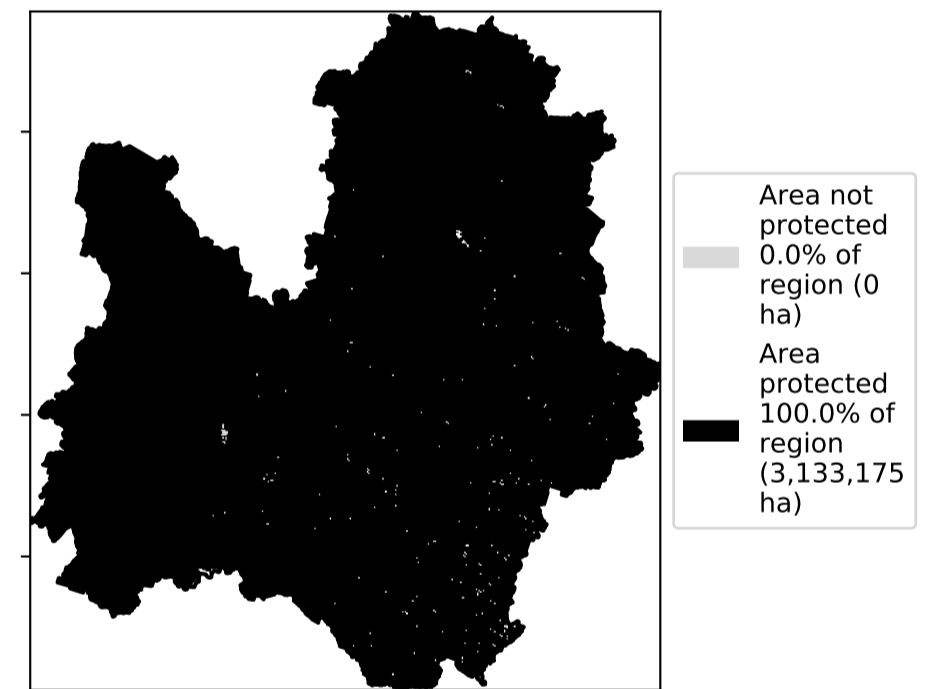 Area not
protected
0.0% of
region (0
ha)
Area
protected
100.0% of
region
(3,133,175
ha)